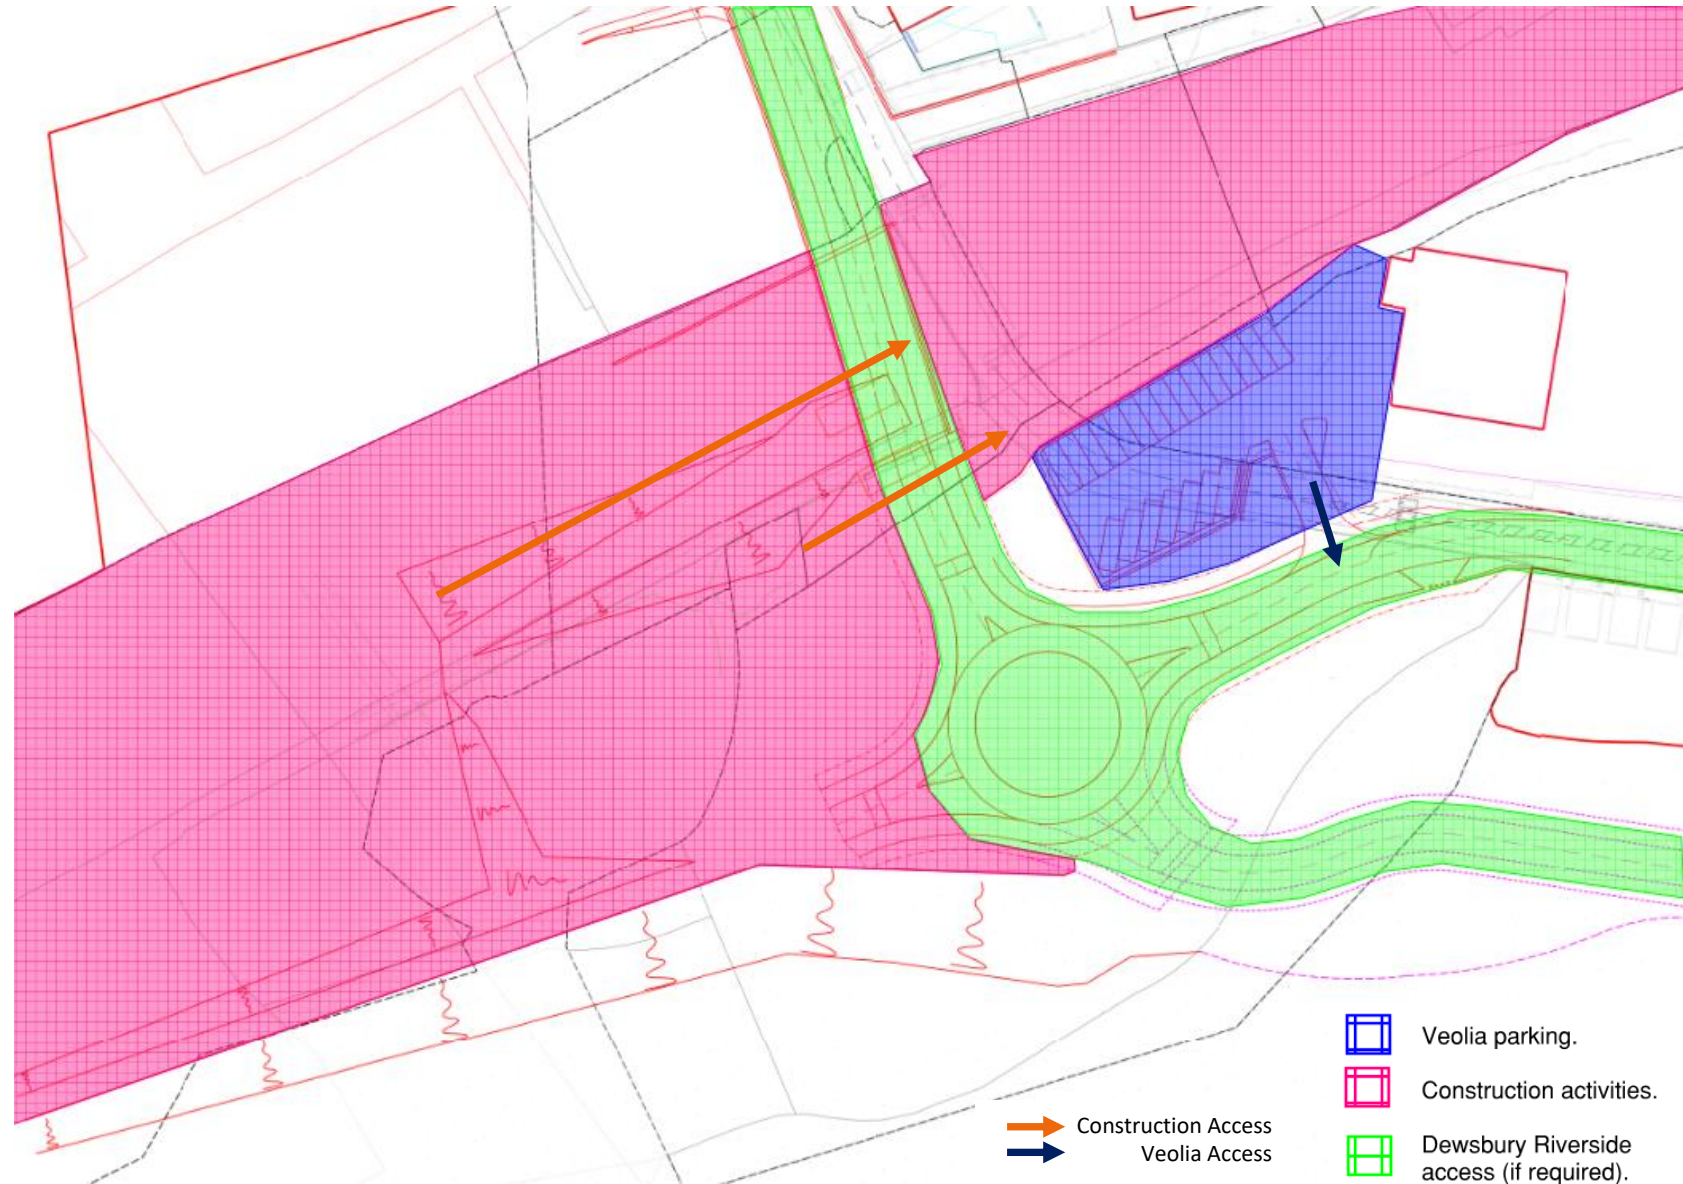 Veolia parking.
Construction activities.
Construction Access
Veolia Access
Dewsbury Riverside
access (if required).